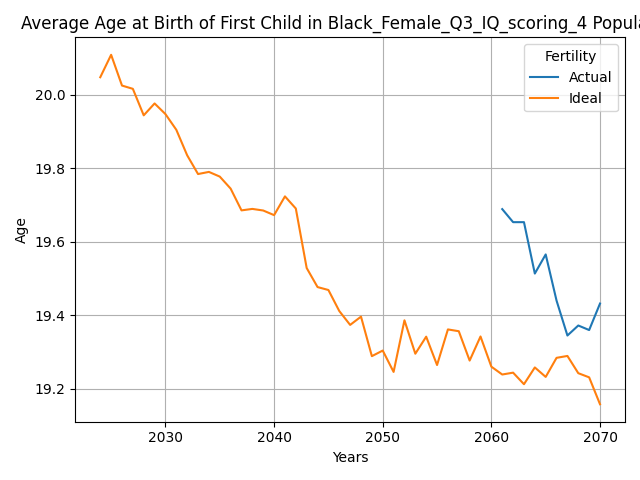 Average Age at Birth of First Child in Black_Female_Q3_IQ_scoring_4 Popula
Fertility
Actual
Ideal
20.0
19.8
19.6
19.4
19.2
Age
2030 2040 2050 2060 2070
Years